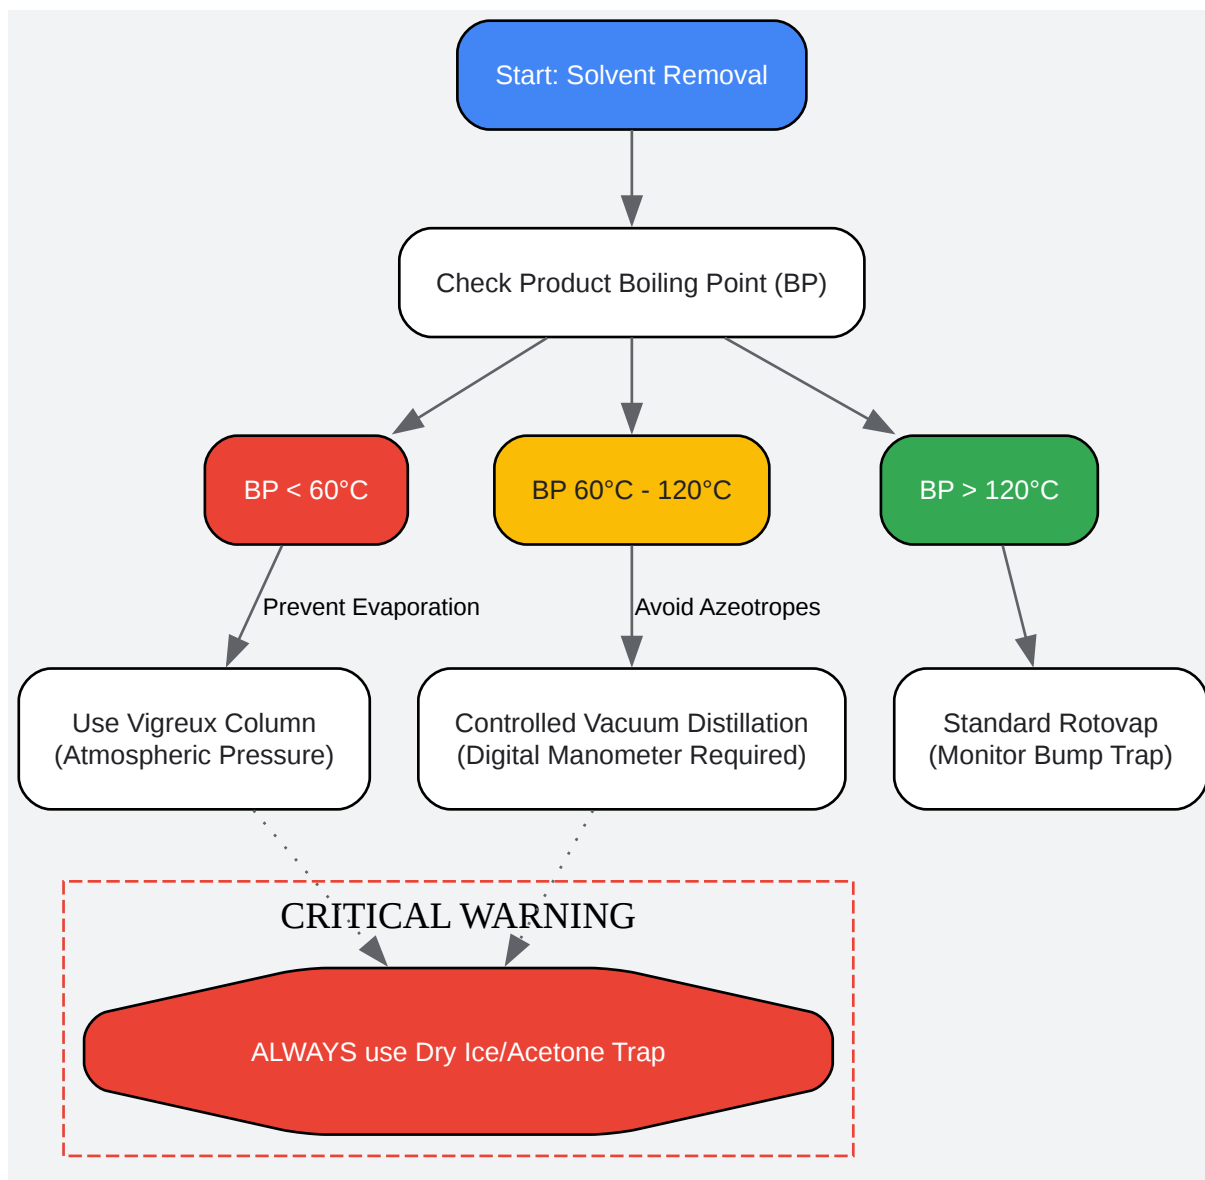 Start: Solvent Removal
Check Product Boiling Point (BP)
BP < 60°C
BP 60°C - 120°C
BP > 120°C
Prevent Evaporation
Avoid Azeotropes
Use Vigreux Column
(Atmospheric Pressure)
Controlled Vacuum Distillation
(Digital Manometer Required)
Standard Rotovap
(Monitor Bump Trap)
CRITICAL WARNING
ALWAYS use Dry Ice/Acetone Trap